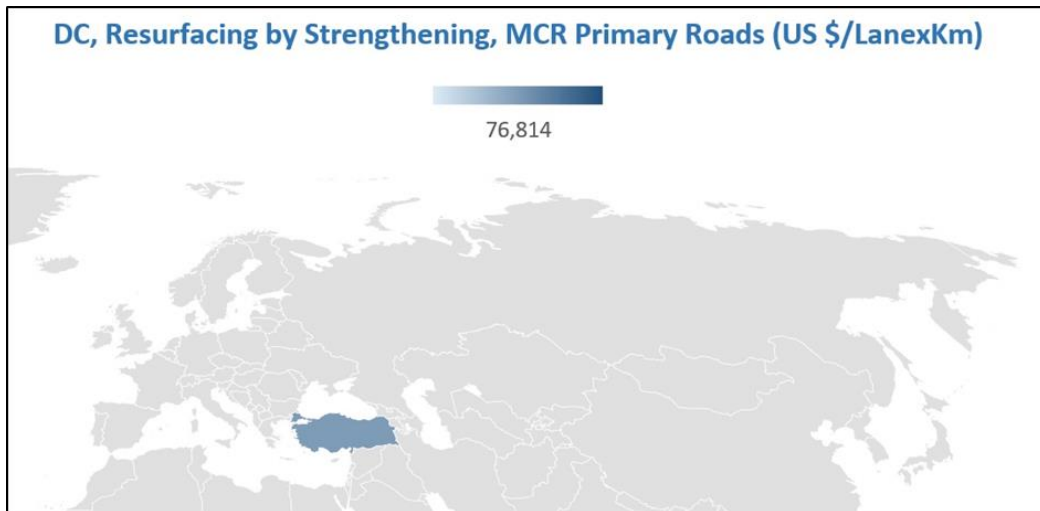 DC, Resurfacing by Strengthening, MCR Primary Roads (US $/LanexKm)
76,814